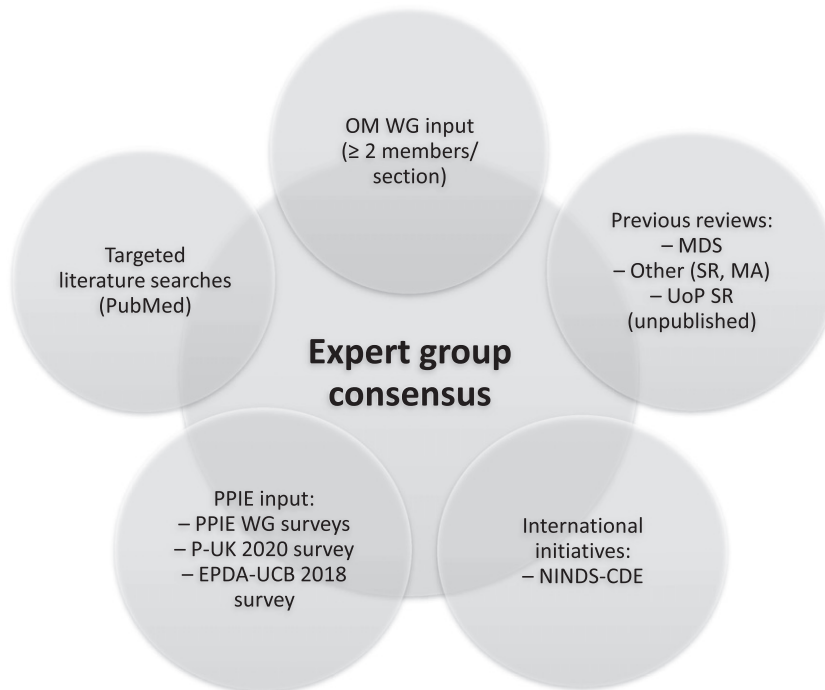 OM WG input
(≥ 2 members/
section)
Previous reviews:
– MDS
– Other (SR, MA)
– UoP SR
(unpublished)
Targeted
literature searches
(PubMed)
Expert group
consensus
PPIE input:
– PPIE WG surveys
– P-UK 2020 survey
– EPDA-UCB 2018
survey
International
initiatives:
– NINDS-CDE